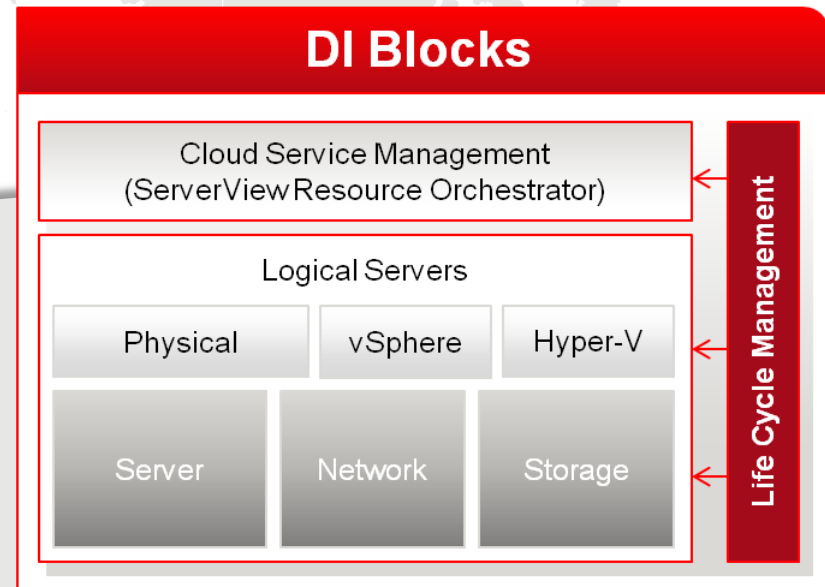 DI Blocks
Cloud Service Management
(ServerView Resource Orchestrator)
Logical Servers
Physical
vSphere
Hyper-V
Server
Network
Storage
Life Cycle Management